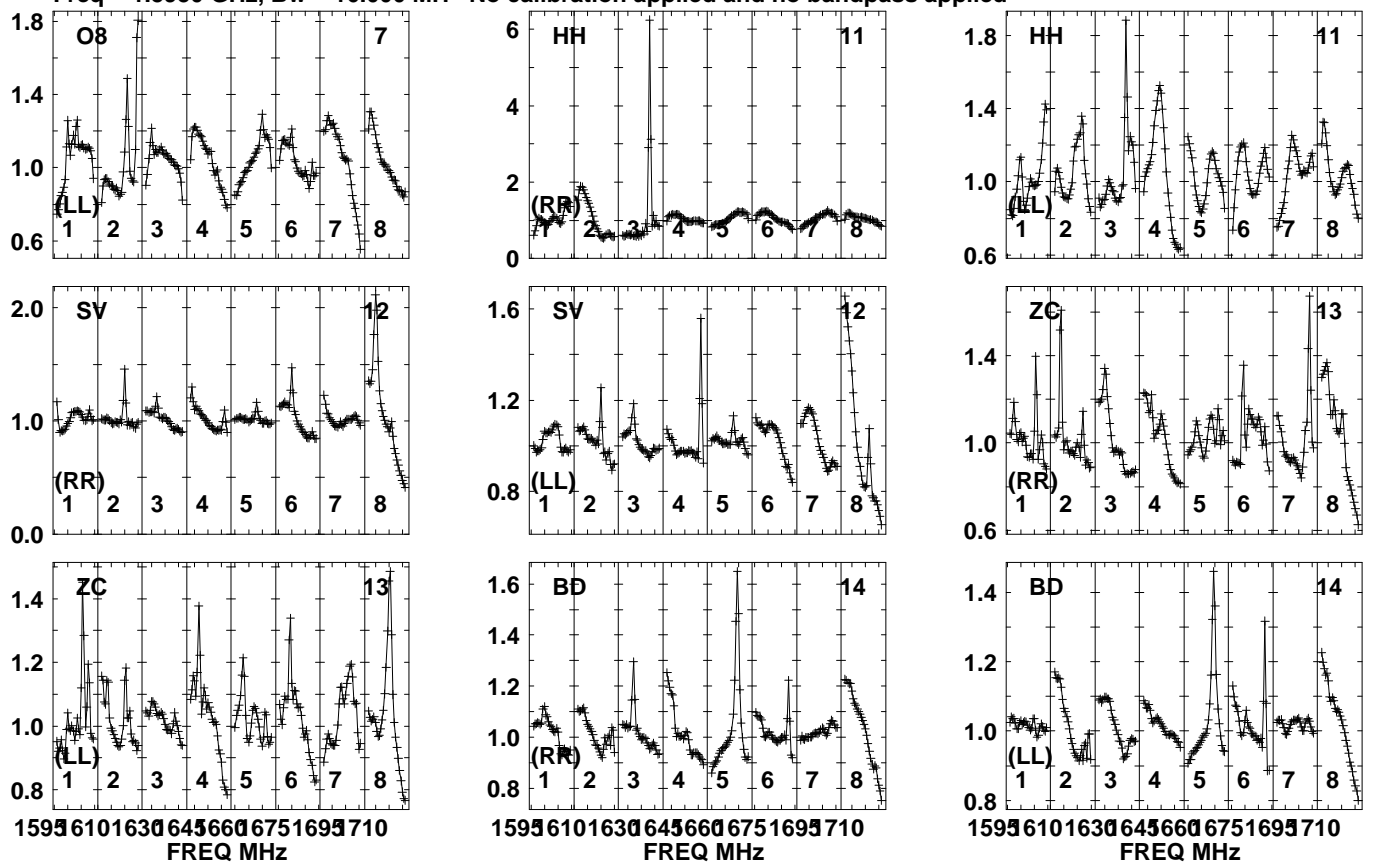 No calibration applied and no bandpass applied
1.8 O8 7 6 HH 11 1.8 HH 11
1.4 4 1.4
1.0 2 1.0
(LL) (RR) (LL)
1 2 3 4 5 6 7 8 1 2 3 4 5 6 7 8 1 2 3 4 5 6 7 8
0.6 0 0.6
2.0 SV 12 1.6 SV 12 ZC 13
1.4
1.0 1.2 1.0
(RR) 0.8 (LL) (RR)
1 2 3 4 5 6 7 8 1 2 3 4 5 6 7 8 1 2 3 4 5 6 7 8
0.0 0.6
ZC 13 1.6 BD 14 BD 14
1.4 1.4 1.4
1.2 1.2 1.2
1.0 1.0 1.0
(LL) (RR) (LL)
1 2 3 4 5 6 7 8 1 2 3 4 5 6 7 8 1 2 3 4 5 6 7 8
0.8 0.8 0.8
1595 1610 1630 1645 1660 1675 1695 1710 1595 1610 1630 1645 1660 1675 1695 1710 1595 1610 1630 1645 1660 1675 1695 1710
FREQ MHz FREQ MHz FREQ MHz